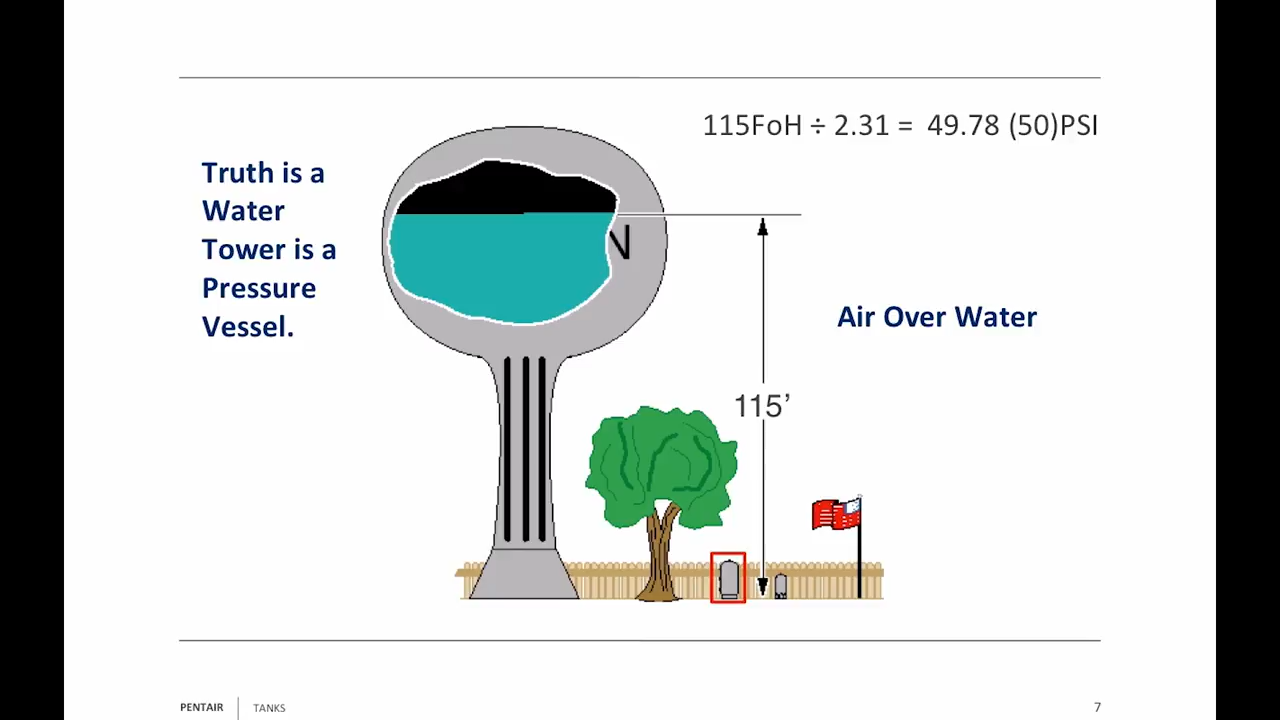 115FoH ÷ 2.31 = 49.78 (50)PSI
Truth is a
Water
Tower is a
Pressure
Vessel.
N
Air Over Water
115’
PENTAIR
TANKS
7